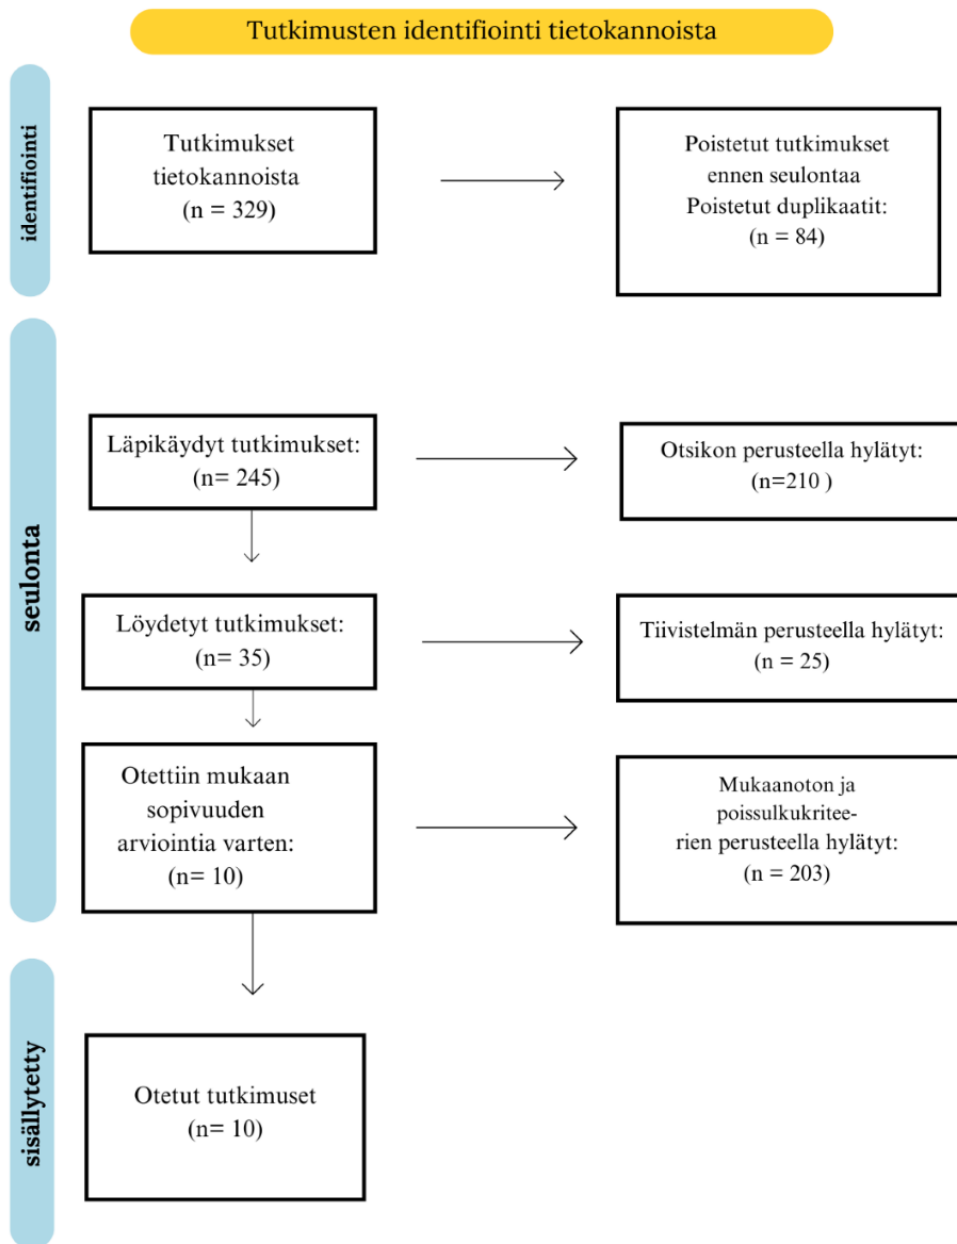 Tutkimusten identifiointi tietokannoista
identifiointi
Tutkimukset
tietokannoista
(n = 329)
Poistetut tutkimukset
ennen seulontaa
Poistetut duplikaatit:
(n = 84)
seulonta
Läpikäydyt tutkimukset:
(n= 245)
Otsikon perusteella hylätyt:
(n=210 )
Löydetyt tutkimukset:
(n= 35)
Tiivistelmän perusteella hylätyt:
(n = 25)
Otettiin mukaan
sopivuuden
arviointia varten:
(n= 10)
Mukaanoton ja
poissulkukritee-
rien perusteella hylätyt:
(n = 203)
sisällytetty
Otetut tutkimuset
(n= 10)